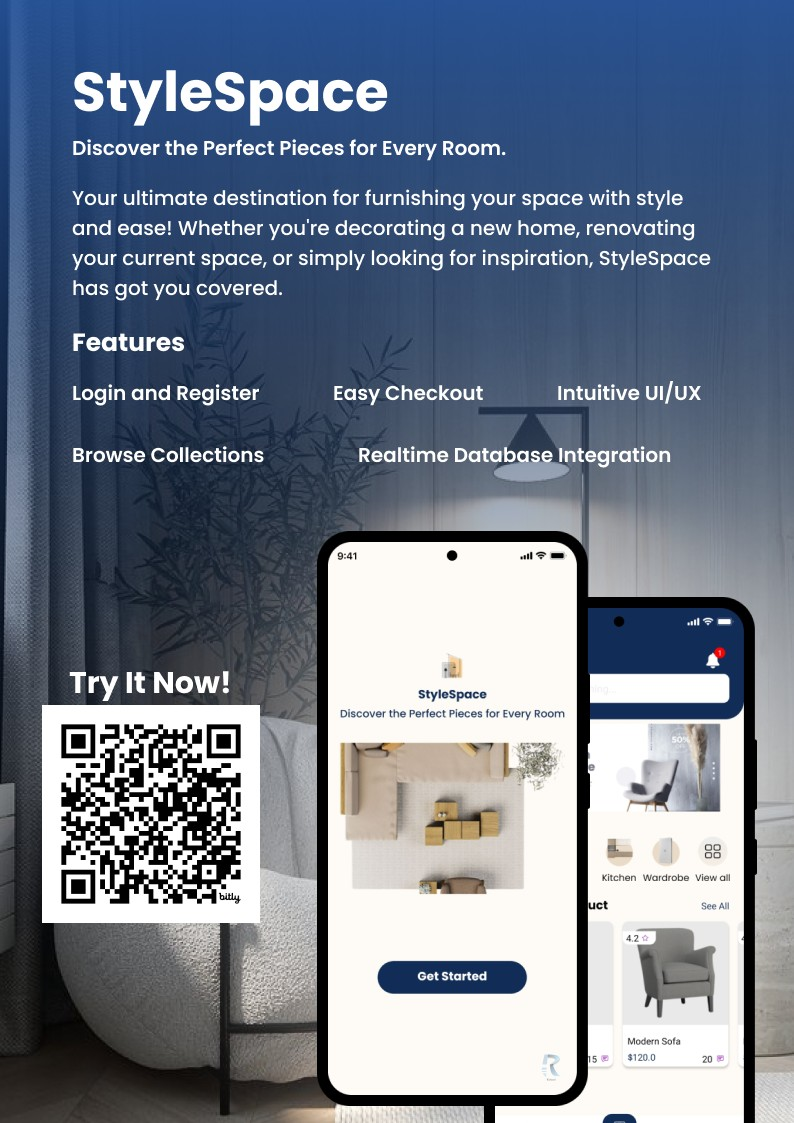 StyleSpace
Discover the Perfect Pieces for Every Room.
Your ultimate destination for furnishing your space with style
and ease! Whether you're decorating a new home, renovating
your current space, or simply looking for inspiration, StyleSpace
has got you covered.
Features
Login and Register Easy Checkout Intuitive UI/UX
Browse Collections Realtime Database Integration
Try It Now!
bitly
9:41
StyleSpace
Discover the Perfect Pieces for Every Room
Get Started
R
1
50%
Kitchen Wardrobe View all
uct See All
4.2
4
Modern Sofa
15 $120.0 20